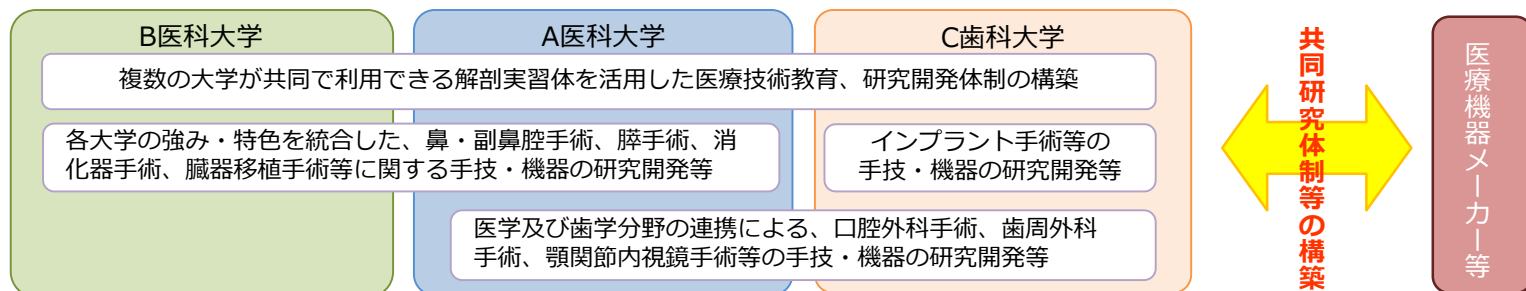 B医科大学
A医科大学
C歯科大学
複数の大学が共同で利用できる解剖実習体を活用した医療技術教育、研究開発体制の構築
各大学の強み・特色を統合した、鼻・副鼻腔手術、膵手術、消
化器手術、臓器移植手術等に関する手技・機器の研究開発等
インプラント手術等の
手技・機器の研究開発等
医学及び歯学分野の連携による、口腔外科手術、歯周外科
手術、顎関節内視鏡手術等の手技・機器の研究開発等
共同研究体制等の構築
医療機器メーカー等